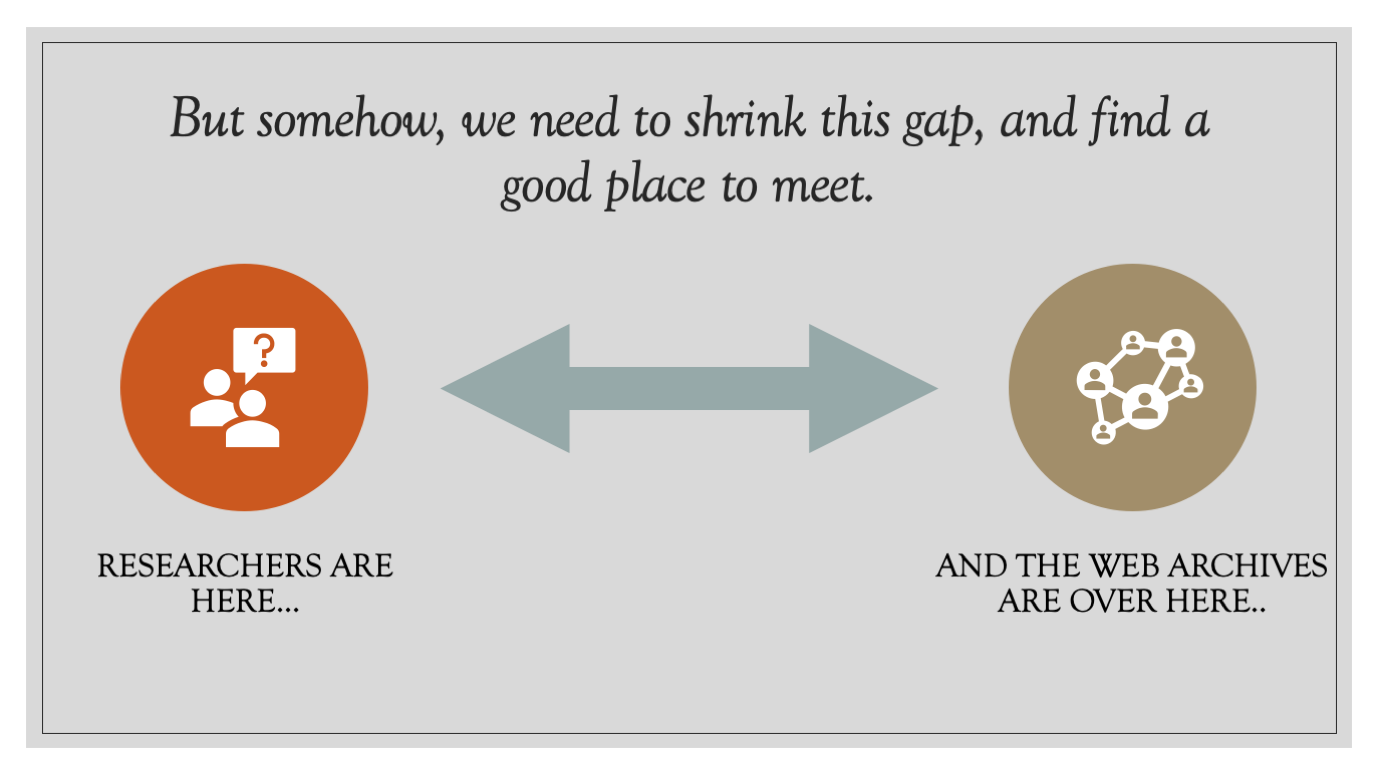 But somehow, we need to shrink this gap, and find a
good place to meet.
?
RESEARCHERS ARE
HERE...
AND THE WEB ARCHIVES
ARE OVER HERE..